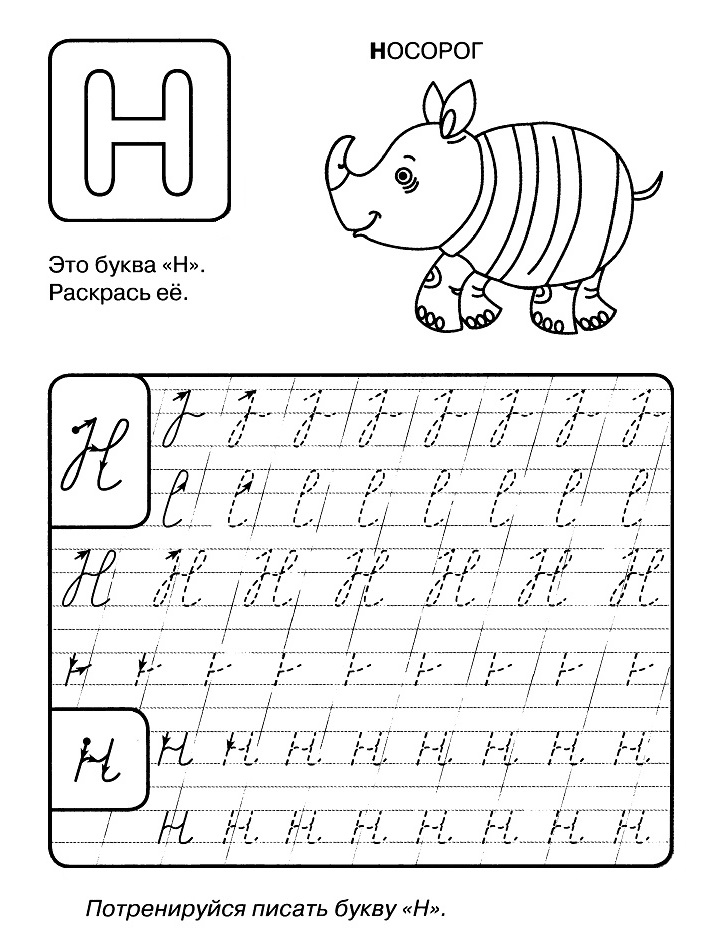 Н
НОСОРОГ
Это буква «Н».
Раскрась её.
Н
Н Н Н Н Н Н Н
н
н н н н н н н н
н н н н н н н н
Потренируйся писать букву «Н».